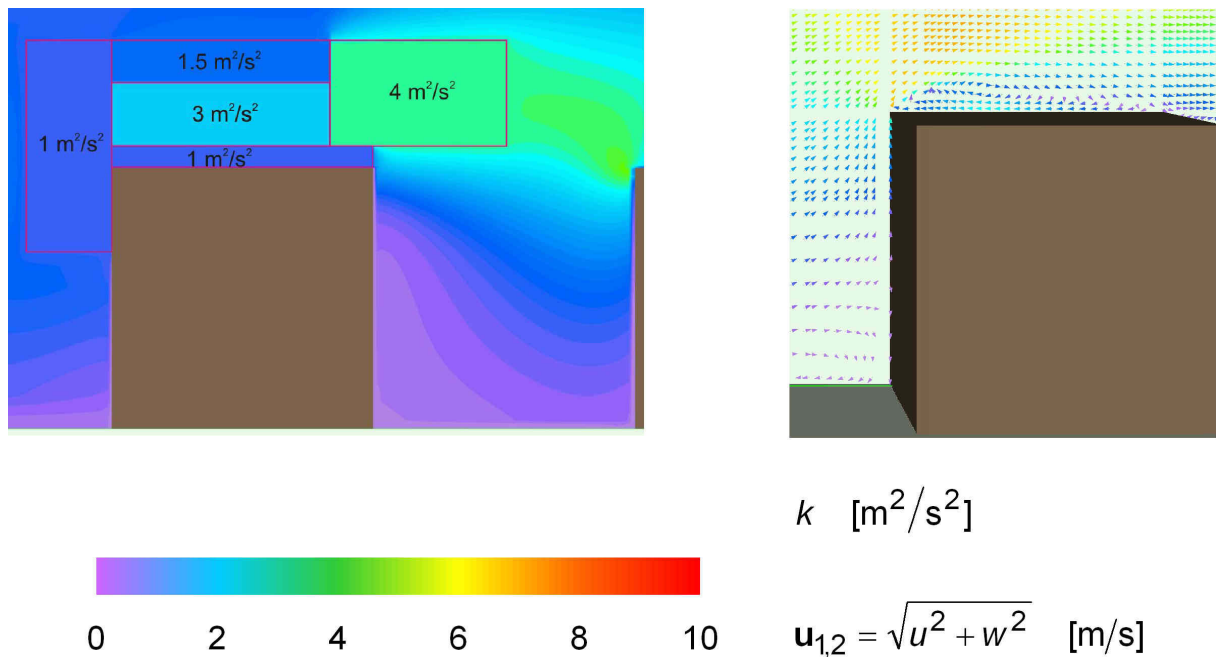 1.5 m²/s²
3 m²/s²
4 m²/s²
1 m²/s²
1 m²/s²
k [m²/s²]
0 2 4 6 8 10
u₁,₂ = √u² + w² [m/s]